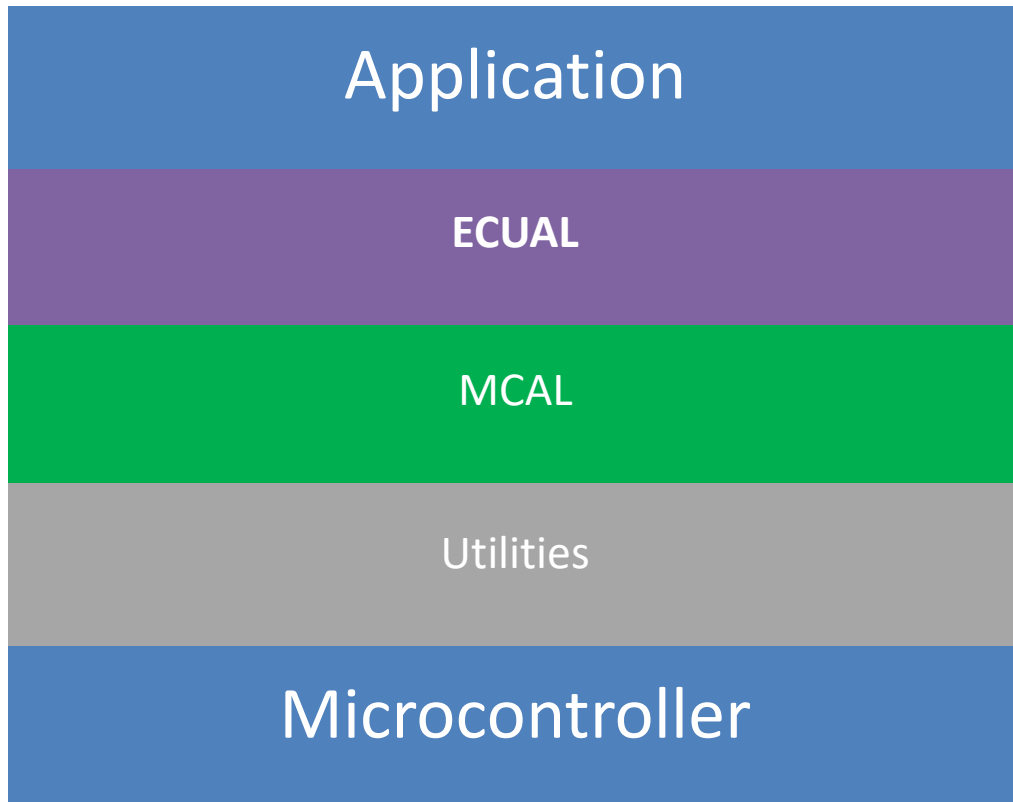 Application
ECUAL
MCAL
Utilities
Microcontroller